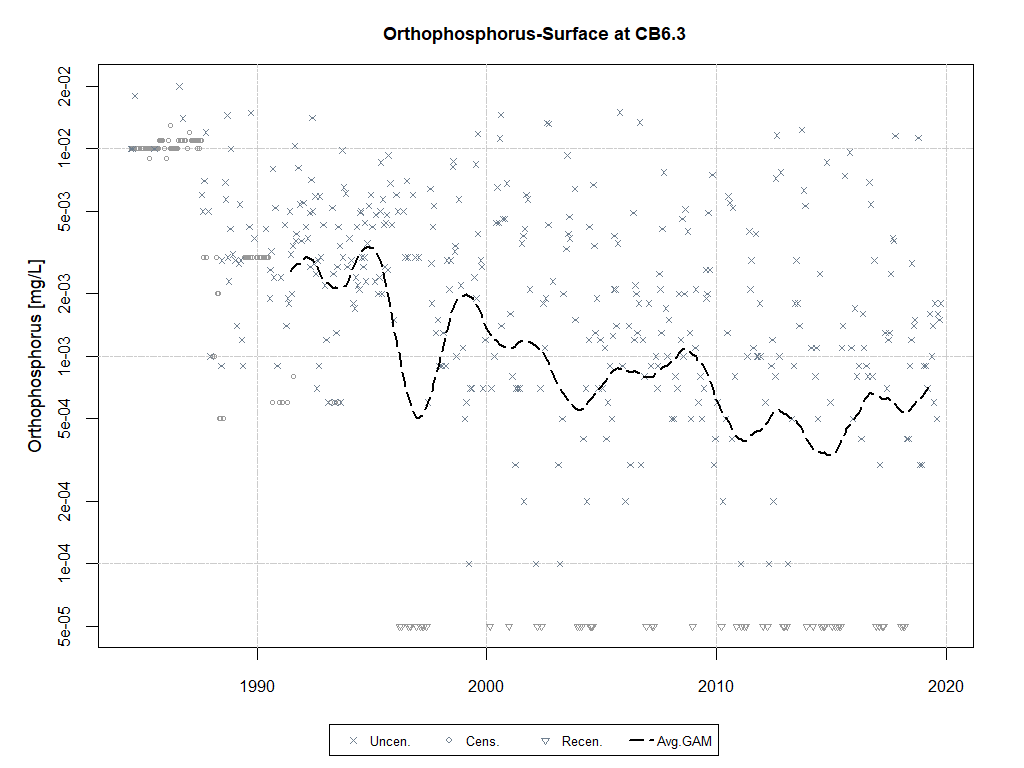 Orthophosphorus-Surface at CB6.3
Orthophosphorus [mg/L]
2e-02
1e-02
5e-03
2e-03
1e-03
5e-04
2e-04
1e-04
5e-05
1990 2000 2010 2020
Uncen. Cens. Recen. Avg.GAM